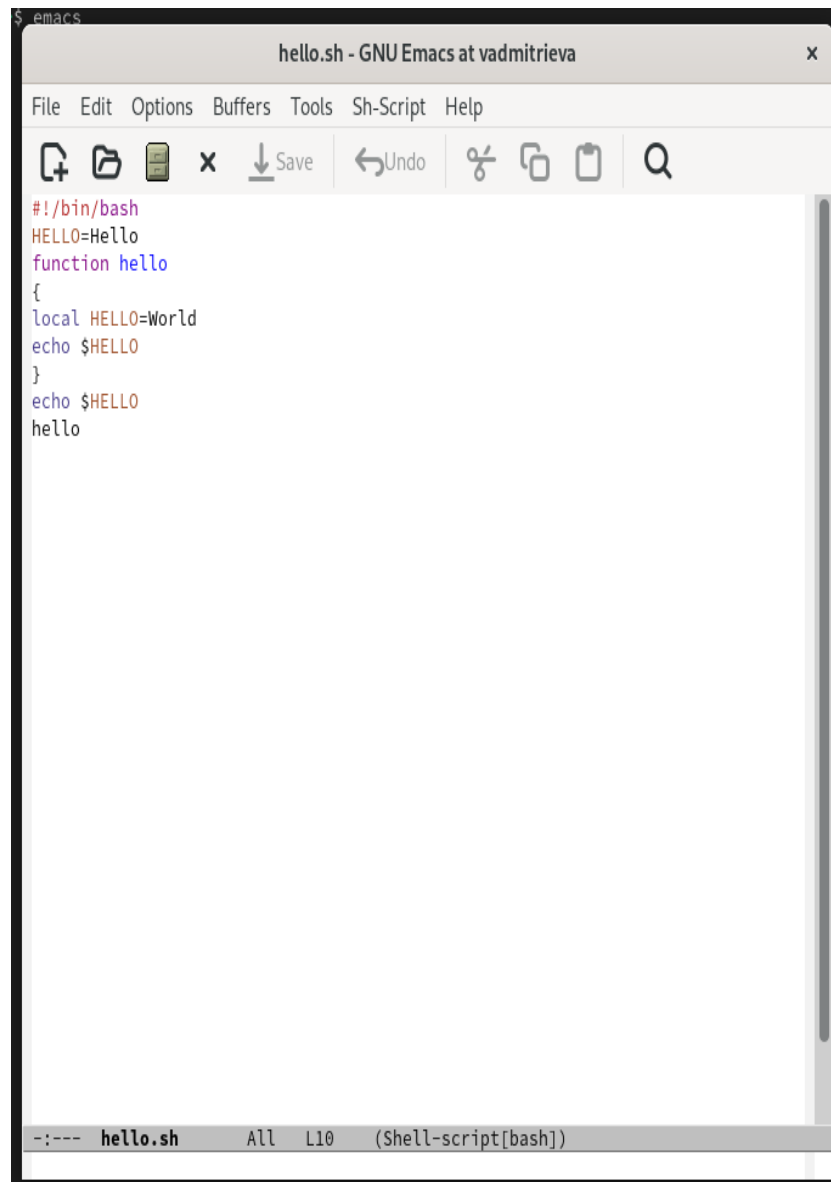 $ emacs
hello.sh - GNU Emacs at vadmitrieva
File Edit Options Buffers Tools Sh-Script Help
Save Undo
#!/bin/bash
HELLO=Hello
function hello
{
local HELLO=World
echo $HELLO
}
echo $HELLO
hello
-:--- hello.sh All L10 (Shell-script[bash])